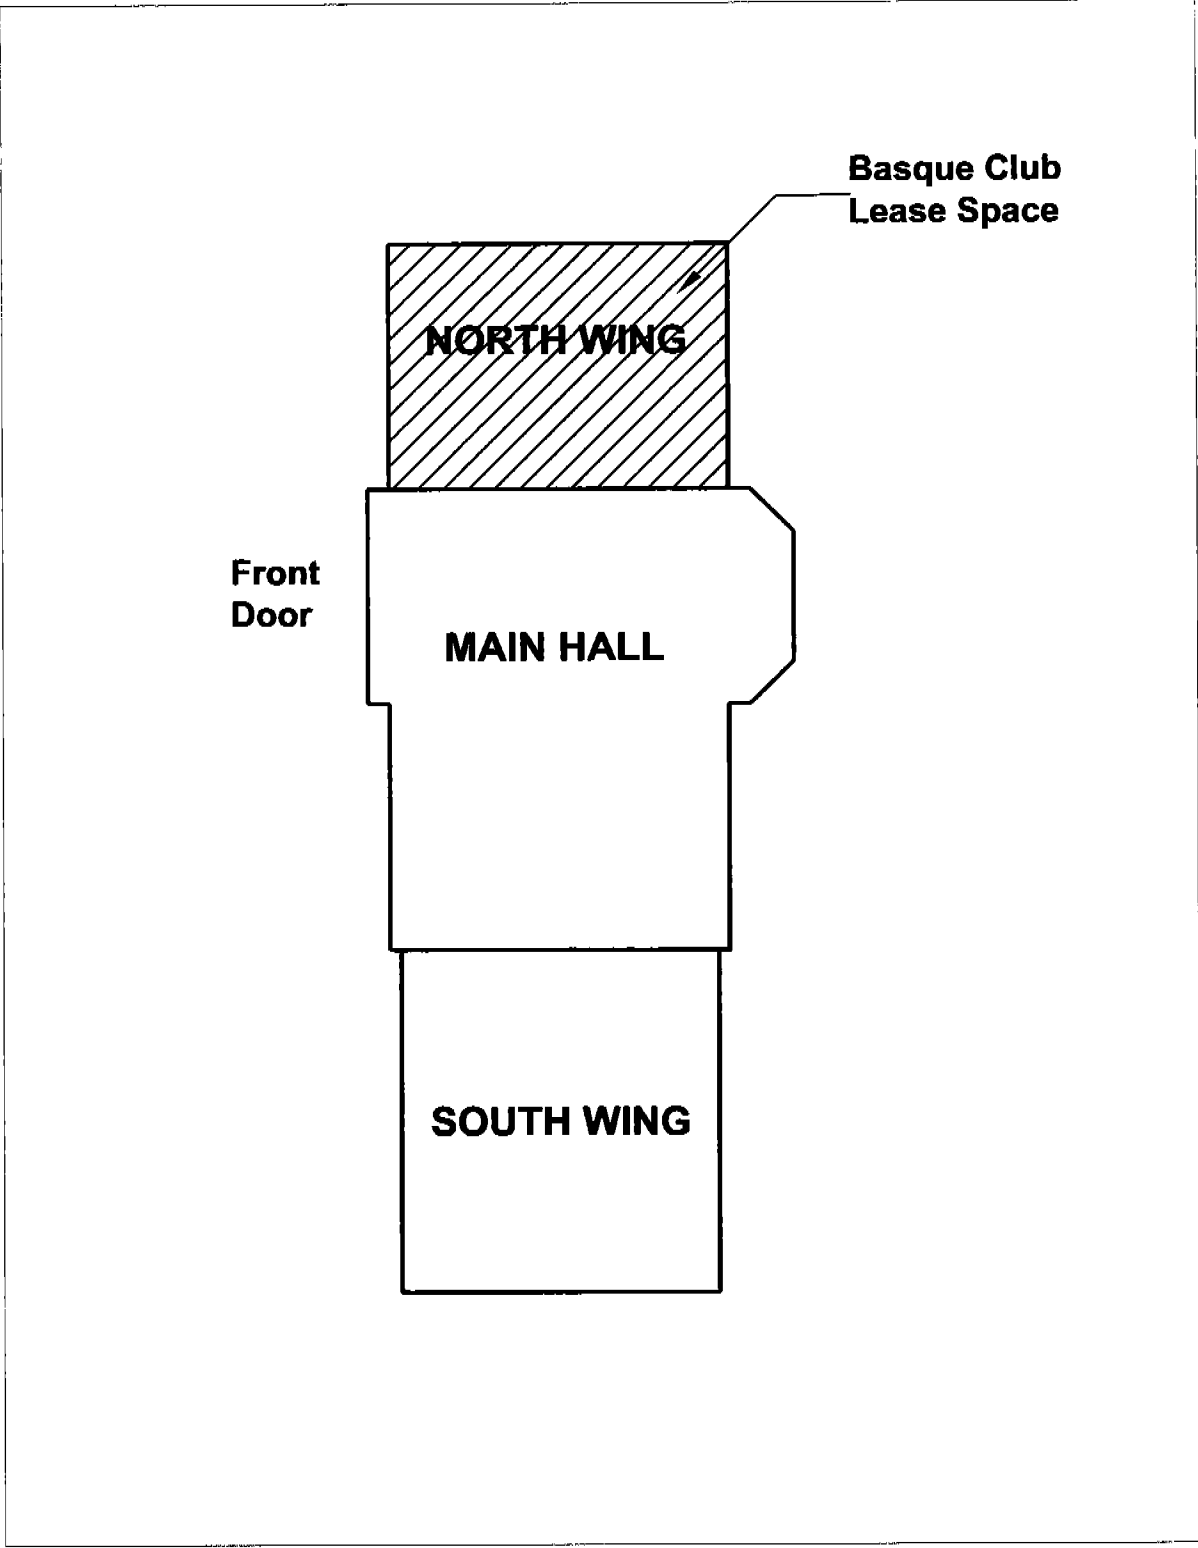 Basque Club
Lease Space
NORTH WING
Front
Door
MAIN HALL
SOUTH WING